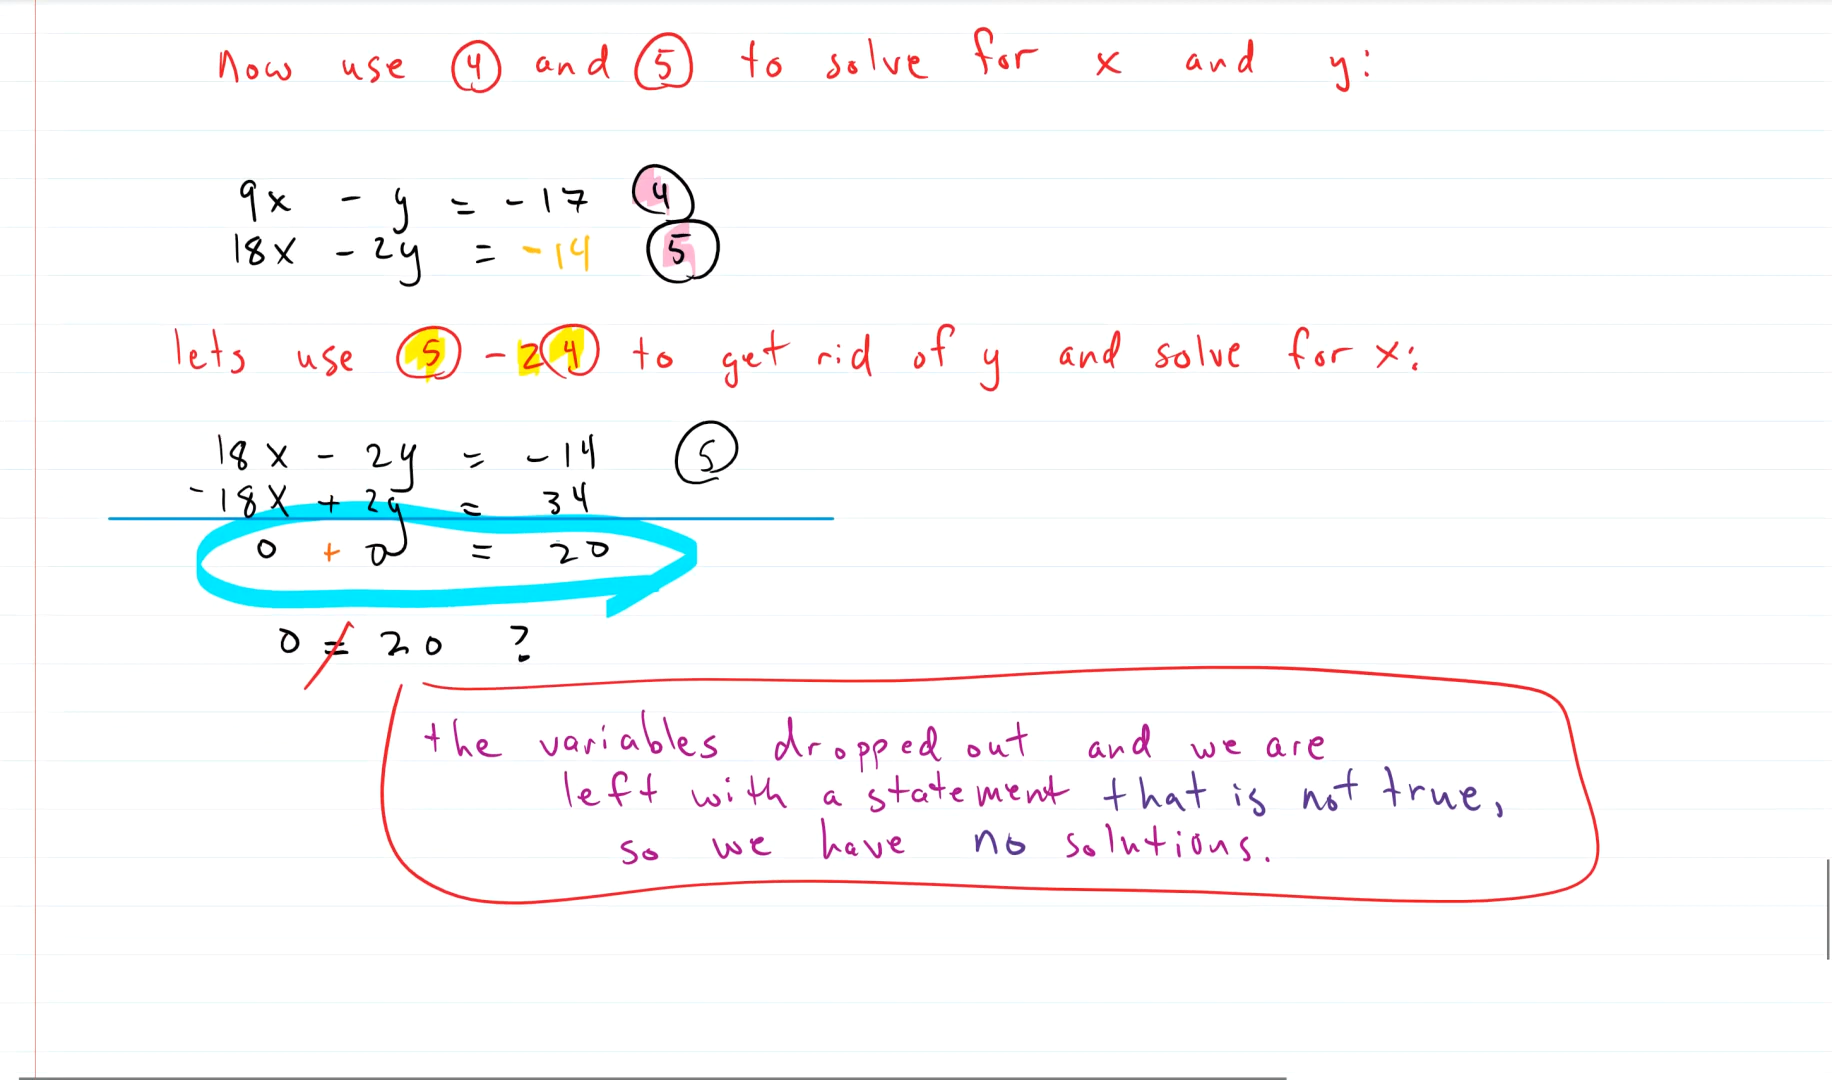 now use ④ and ⑤ to solve for x and y:
9x - y = -17 ④
18x - 2y = -14 ⑤
lets use ⑤ - 2④ to get rid of y and solve for x:
18x - 2y = -14 ⑤
-18x + 2y = 34
0 + 0 = 20
0 ≠ 20 ?
the variables dropped out and we are
left with a statement that is not true,
so we have no solutions.